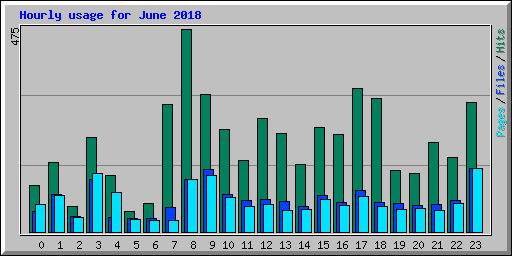 Hourly usage for June 2018
475
Pages / Files / Hits
0 1 2 3 4 5 6 7 8 9 10 11 12 13 14 15 16 17 18 19 20 21 22 23